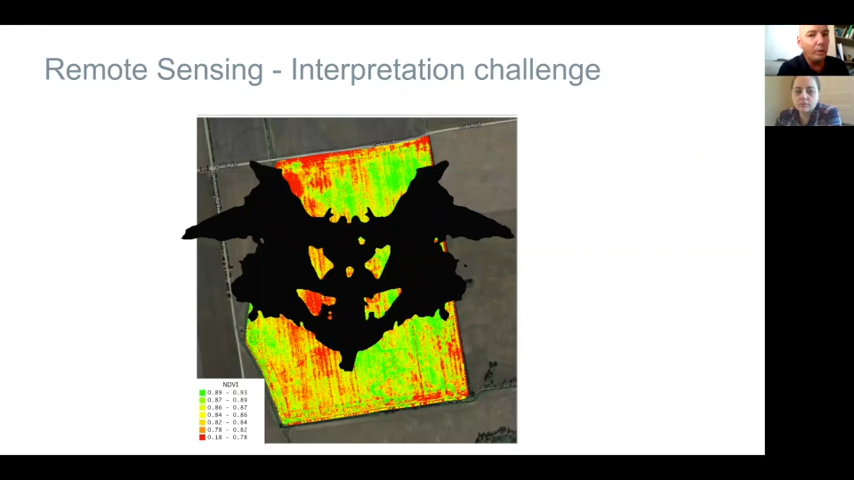 Remote Sensing - Interpretation challenge
NDVI
0.89 - 0.93
0.87 - 0.89
0.86 - 0.87
0.84 - 0.86
0.82 - 0.84
0.78 - 0.82
0.18 - 0.78